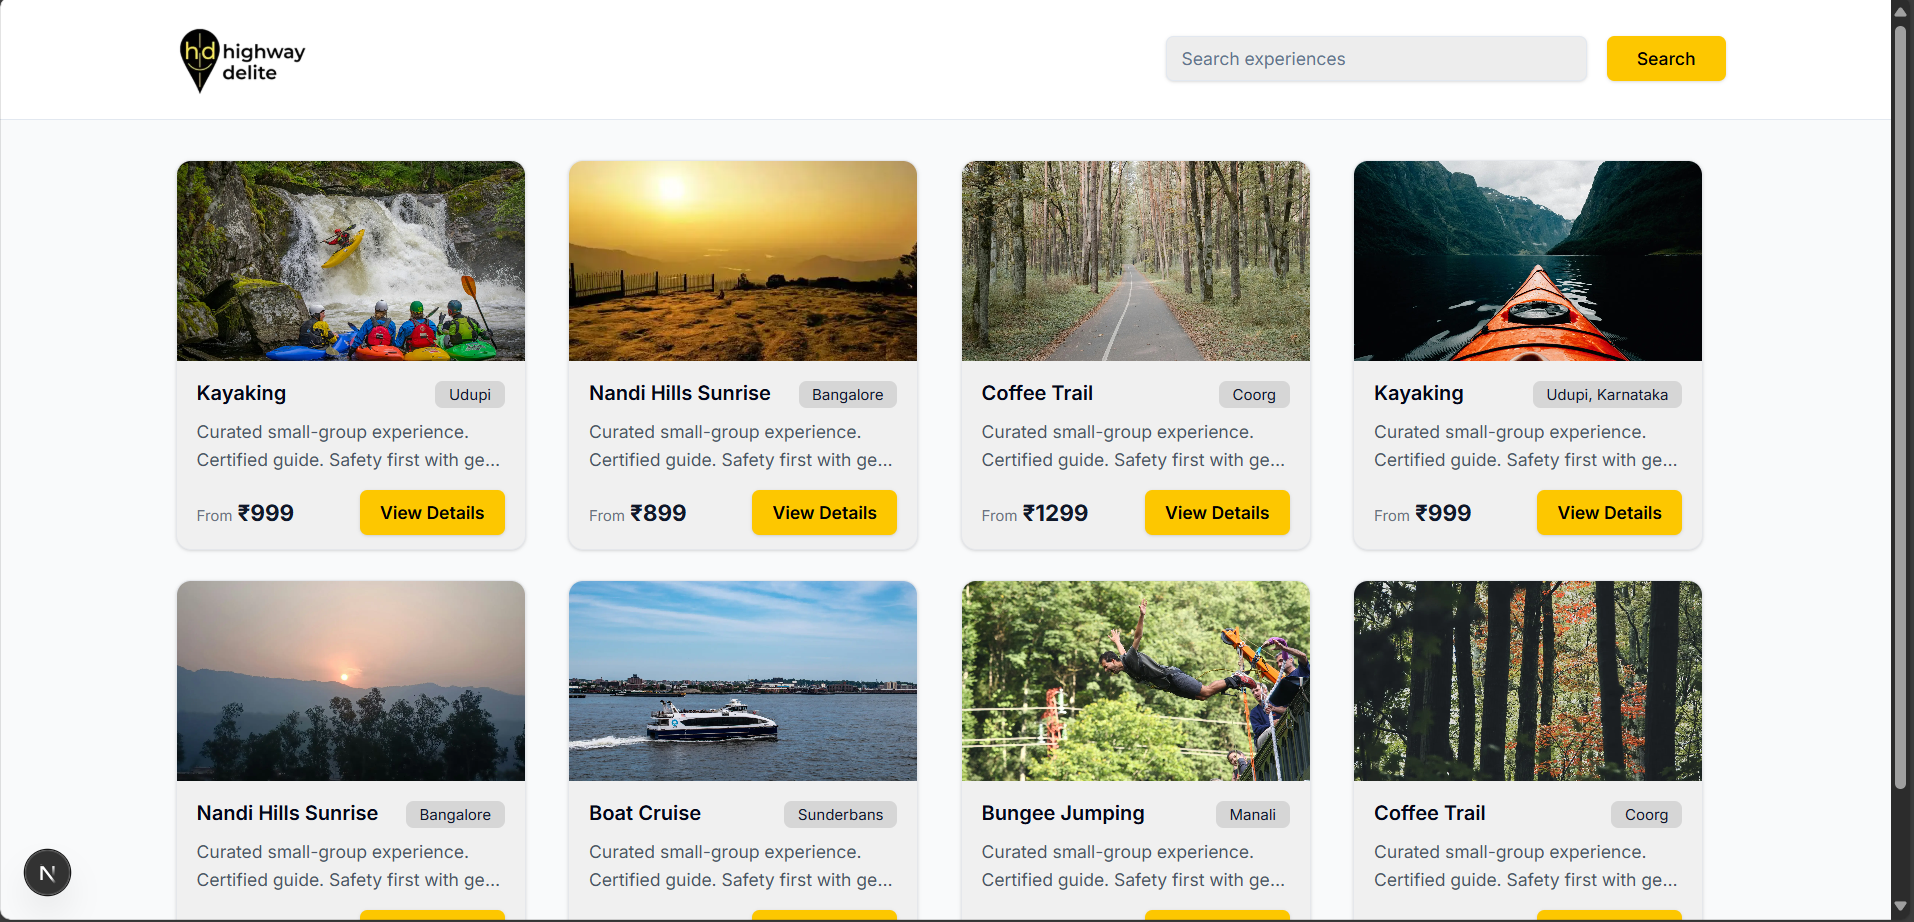 hd highway
delite
Search experiences
Search
Kayaking
Udupi
Curated small-group experience.
Certified guide. Safety first with ge...
From ₹999
View Details
Nandi Hills Sunrise
Bangalore
Curated small-group experience.
Certified guide. Safety first with ge...
From ₹899
View Details
Coffee Trail
Coorg
Curated small-group experience.
Certified guide. Safety first with ge...
From ₹1299
View Details
Kayaking
Udupi, Karnataka
Curated small-group experience.
Certified guide. Safety first with ge...
From ₹999
View Details
Nandi Hills Sunrise
Bangalore
Curated small-group experience.
Certified guide. Safety first with ge...
Boat Cruise
Sunderbans
Curated small-group experience.
Certified guide. Safety first with ge...
Bungee Jumping
Manali
Curated small-group experience.
Certified guide. Safety first with ge...
Coffee Trail
Coorg
Curated small-group experience.
Certified guide. Safety first with ge...
N